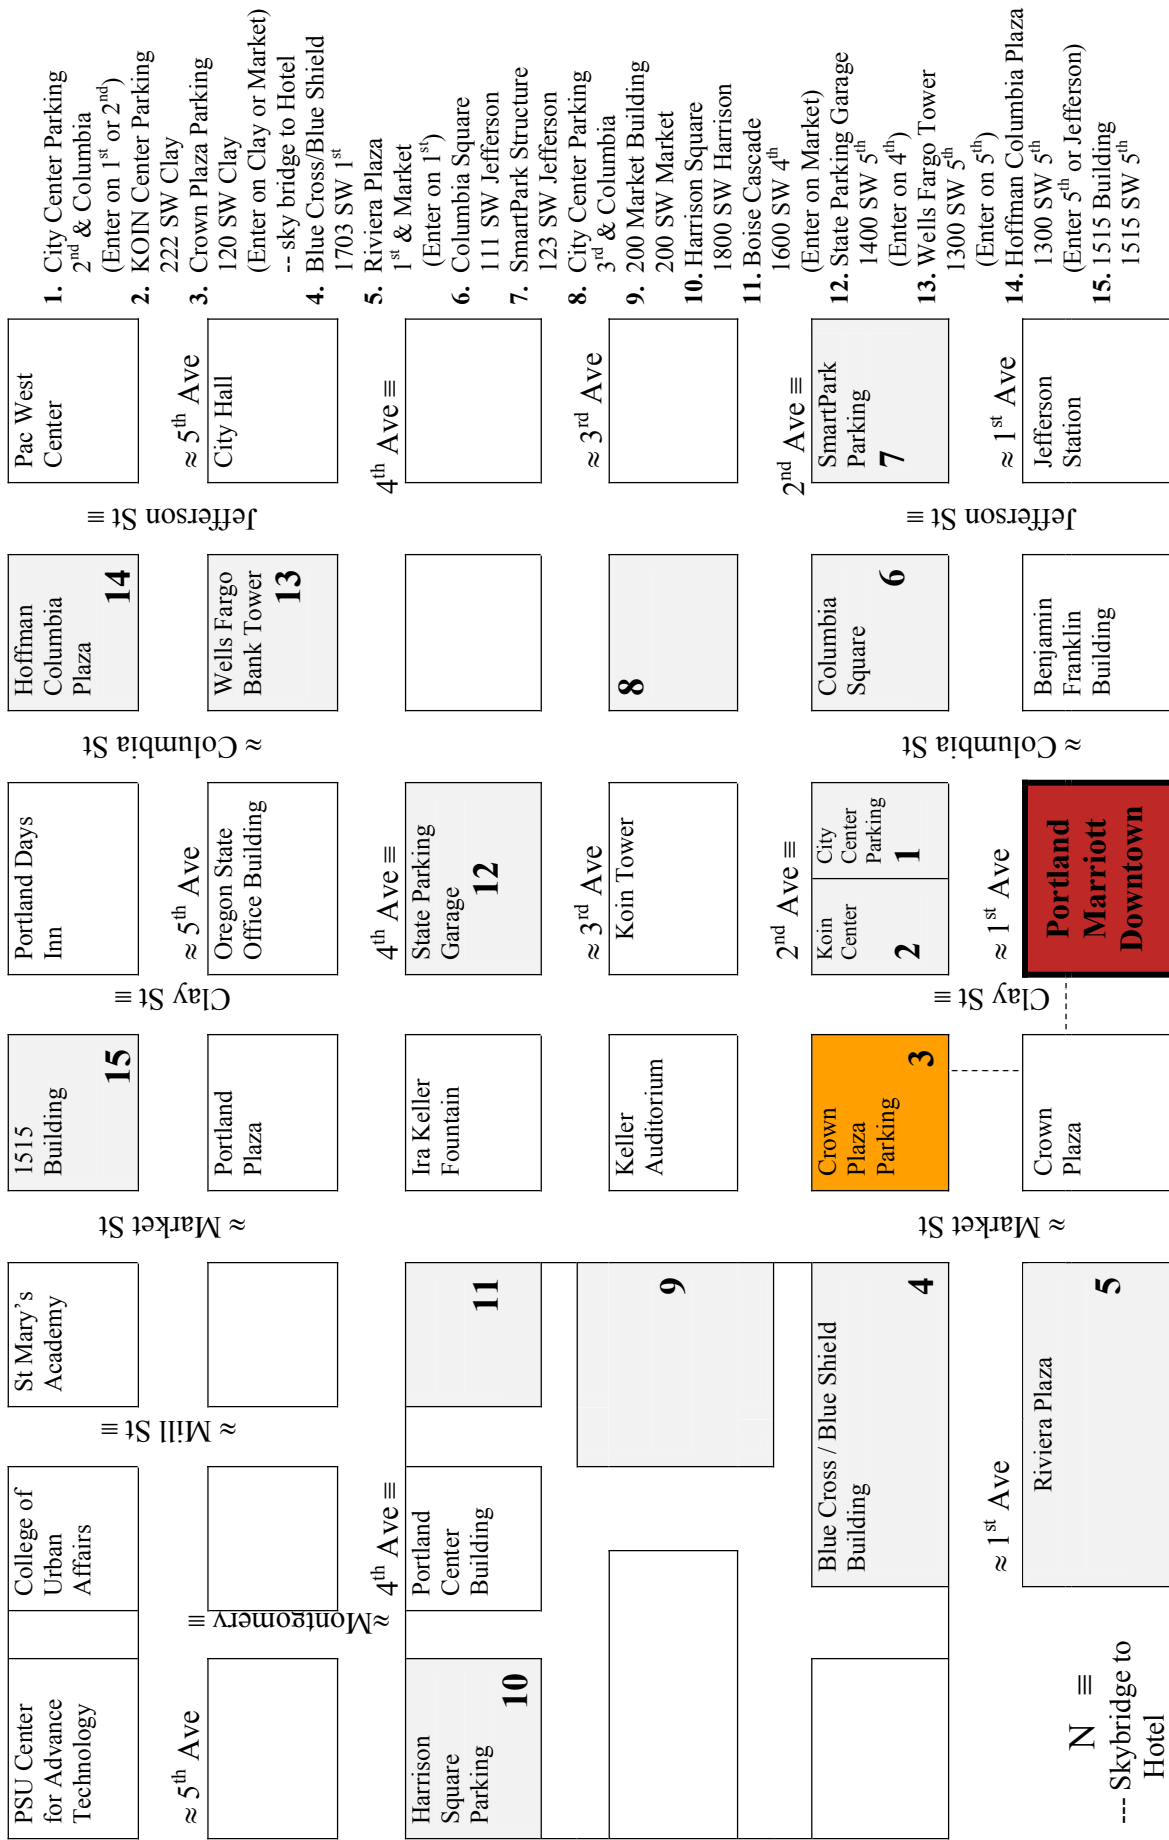 PSU Center
for Advance
Technology
College of
Urban
Affairs
St Mary's
Academy
1515
Building
15
Portland Days
Inn
Hoffman
Columbia
Plaza
14
Pac West
Center
≈Montgomery ≡
≈ Mill St ≡
≈ Market St
Clay St ≡
≈ Columbia St
Jefferson St ≡
≈ 5th Ave
≈ 5th Ave
≈ 5th Ave
Portland
Plaza
Oregon State
Office Building
Wells Fargo
Bank Tower
13
City Hall
4th Ave ≡
4th Ave ≡
4th Ave ≡
Harrison
Square
Parking
10
Portland
Center
Building
11
Ira Keller
Fountain
State Parking
Garage
12
≈ 3rd Ave
≈ 3rd Ave
9
Keller
Auditorium
Koin Tower
8
2nd Ave ≡
2nd Ave ≡
Blue Cross / Blue Shield
Building
4
Crown
Plaza
Parking
3
Koin
Center
2
City
Center
Parking
1
Columbia
Square
6
SmartPark
Parking
7
≈ Market St
Clay St ≡
≈ Columbia St
Jefferson St ≡
≈ 1st Ave
≈ 1st Ave
≈ 1st Ave
N ≡
--- Skybridge to
Hotel
Riviera Plaza
5
Crown
Plaza
Portland
Marriott
Downtown
Benjamin
Franklin
Building
Jefferson
Station
1. City Center Parking
2nd & Columbia
(Enter on 1st or 2nd)
2. KOIN Center Parking
222 SW Clay
3. Crown Plaza Parking
120 SW Clay
(Enter on Clay or Market)
-- sky bridge to Hotel
4. Blue Cross/Blue Shield
1703 SW 1st
5. Riviera Plaza
1st & Market
(Enter on 1st)
6. Columbia Square
111 SW Jefferson
7. SmartPark Structure
123 SW Jefferson
8. City Center Parking
3rd & Columbia
9. 200 Market Building
200 SW Market
10. Harrison Square
1800 SW Harrison
11. Boise Cascade
1600 SW 4th
(Enter on Market)
12. State Parking Garage
1400 SW 5th
(Enter on 4th)
13. Wells Fargo Tower
1300 SW 5th
(Enter on 5th)
14. Hoffman Columbia Plaza
1300 SW 5th
(Enter 5th or Jefferson)
15. 1515 Building
1515 SW 5th